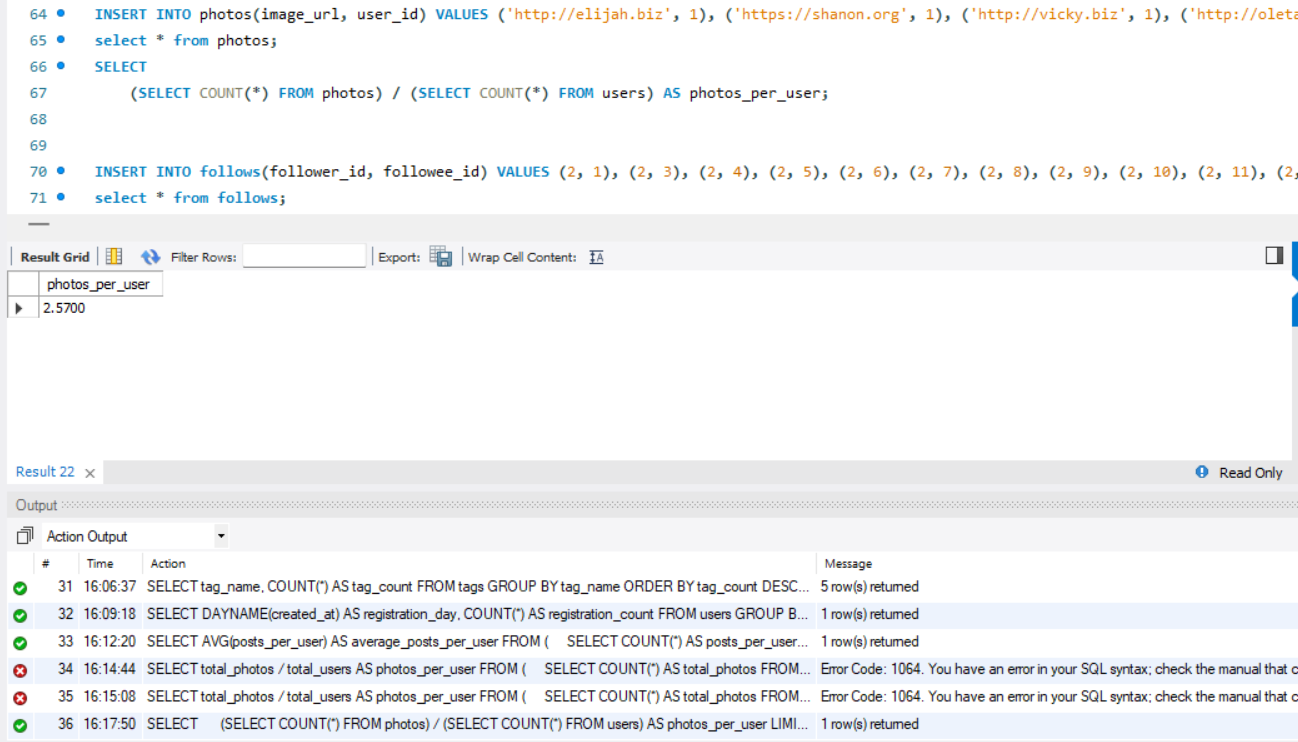 64 INSERT INTO photos(image_url, user_id) VALUES ('http://elijah.biz', 1), ('https://shanon.org', 1), ('http://vicky.biz', 1), ('http://oleta
65 select * from photos;
66 SELECT
67 (SELECT COUNT(*) FROM photos) / (SELECT COUNT(*) FROM users) AS photos_per_user;
68
69
70 INSERT INTO follows(follower_id, followee_id) VALUES (2, 1), (2, 3), (2, 4), (2, 5), (2, 6), (2, 7), (2, 8), (2, 9), (2, 10), (2, 11), (2,
71 select * from follows;
Result Grid Filter Rows: Export: Wrap Cell Content:
photos_per_user
2.5700
Result 22 Read Only
Output
Action Output
# Time Action Message
31 16:06:37 SELECT tag_name, COUNT(*) AS tag_count FROM tags GROUP BY tag_name ORDER BY tag_count DESC... 5 row(s) returned
32 16:09:18 SELECT DAYNAME(created_at) AS registration_day, COUNT(*) AS registration_count FROM users GROUP B... 1 row(s) returned
33 16:12:20 SELECT AVG(posts_per_user) AS average_posts_per_user FROM ( SELECT COUNT(*) AS posts_per_user... 1 row(s) returned
34 16:14:44 SELECT total_photos / total_users AS photos_per_user FROM ( SELECT COUNT(*) AS total_photos FROM... Error Code: 1064. You have an error in your SQL syntax; check the manual that c
35 16:15:08 SELECT total_photos / total_users AS photos_per_user FROM ( SELECT COUNT(*) AS total_photos FROM... Error Code: 1064. You have an error in your SQL syntax; check the manual that c
36 16:17:50 SELECT (SELECT COUNT(*) FROM photos) / (SELECT COUNT(*) FROM users) AS photos_per_user LIMI... 1 row(s) returned